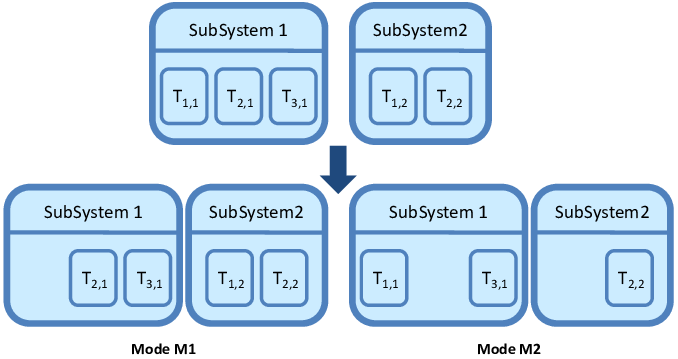 SubSystem 1 SubSystem2
T1,1 T2,1 T3,1 T1,2 T2,2
SubSystem 1 SubSystem2 SubSystem 1 SubSystem2
T2,1 T3,1 T1,2 T2,2 T1,1 T3,1 T2,2
Mode M1 Mode M2